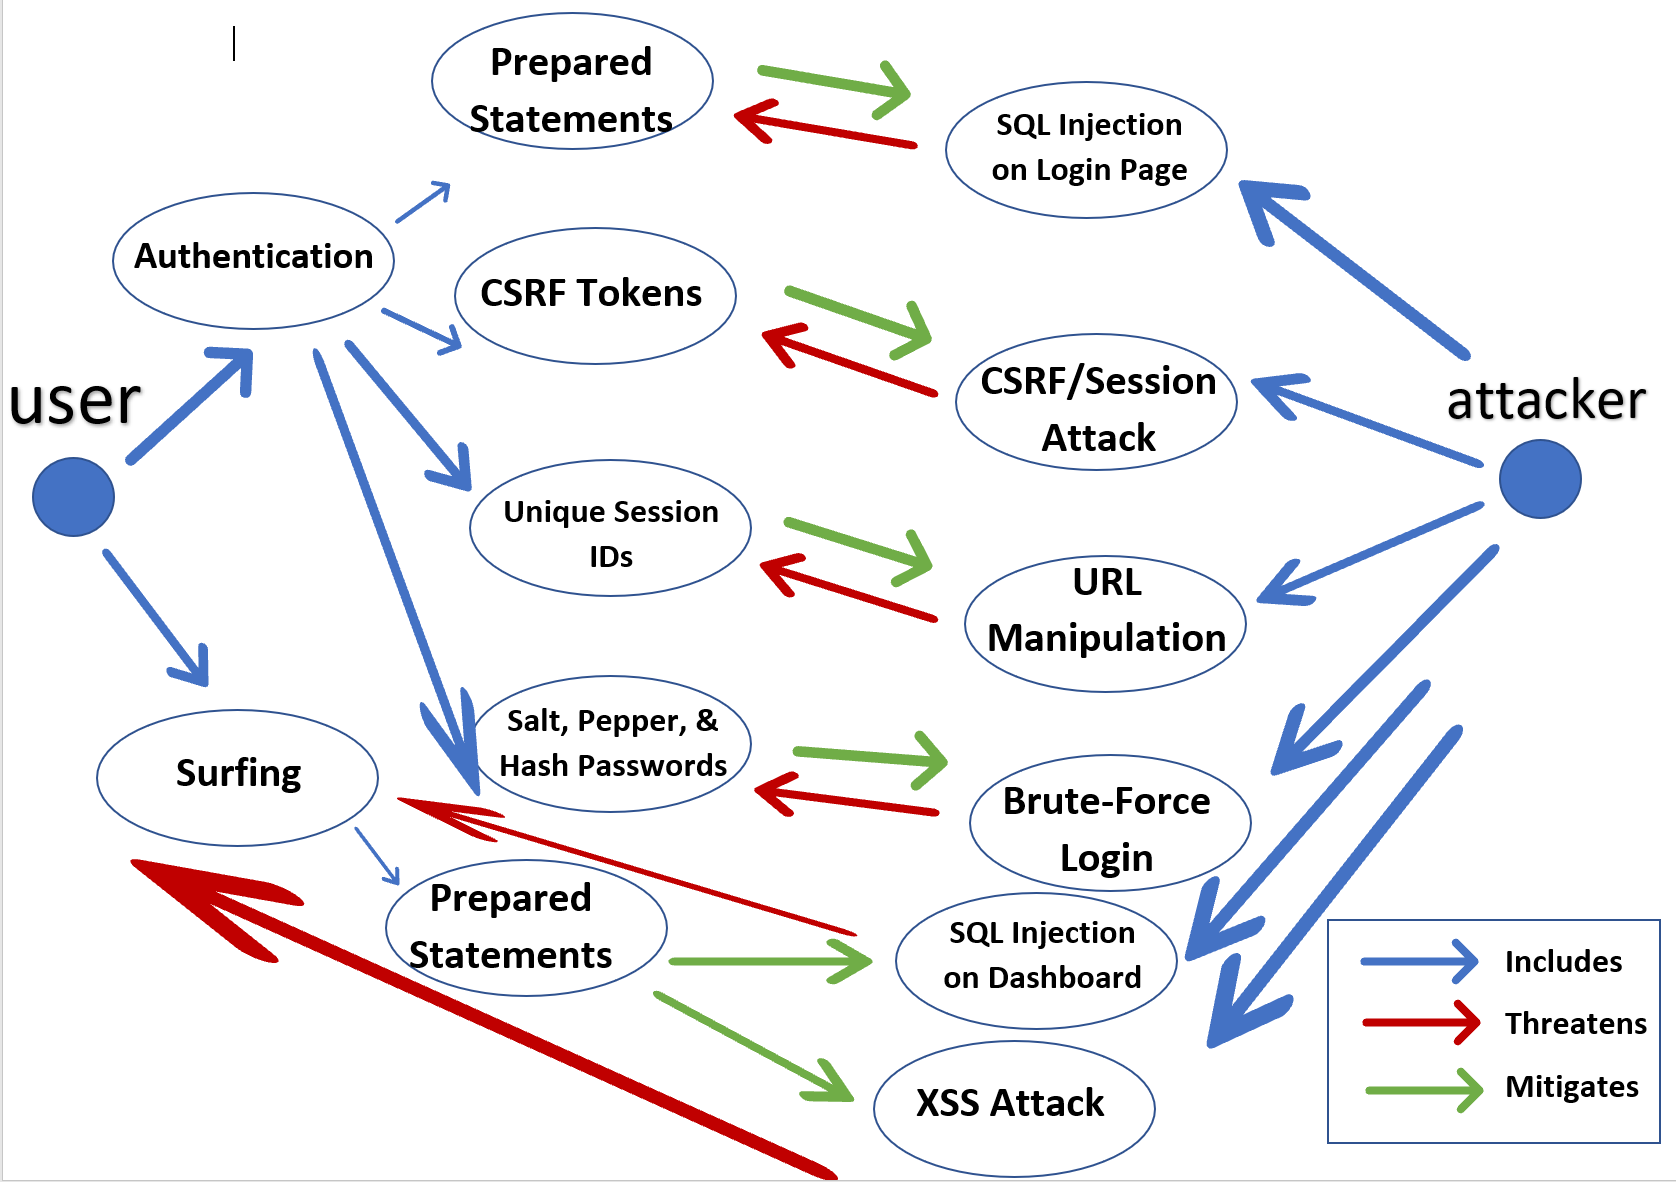 Prepared
Statements
SQL Injection
on Login Page
Authentication
CSRF Tokens
user
CSRF/Session
Attack
attacker
Unique Session
IDs
URL
Manipulation
Salt, Pepper, &
Hash Passwords
Surfing
Brute-Force
Login
Prepared
Statements
SQL Injection
on Dashboard
XSS Attack
Includes
Threatens
Mitigates